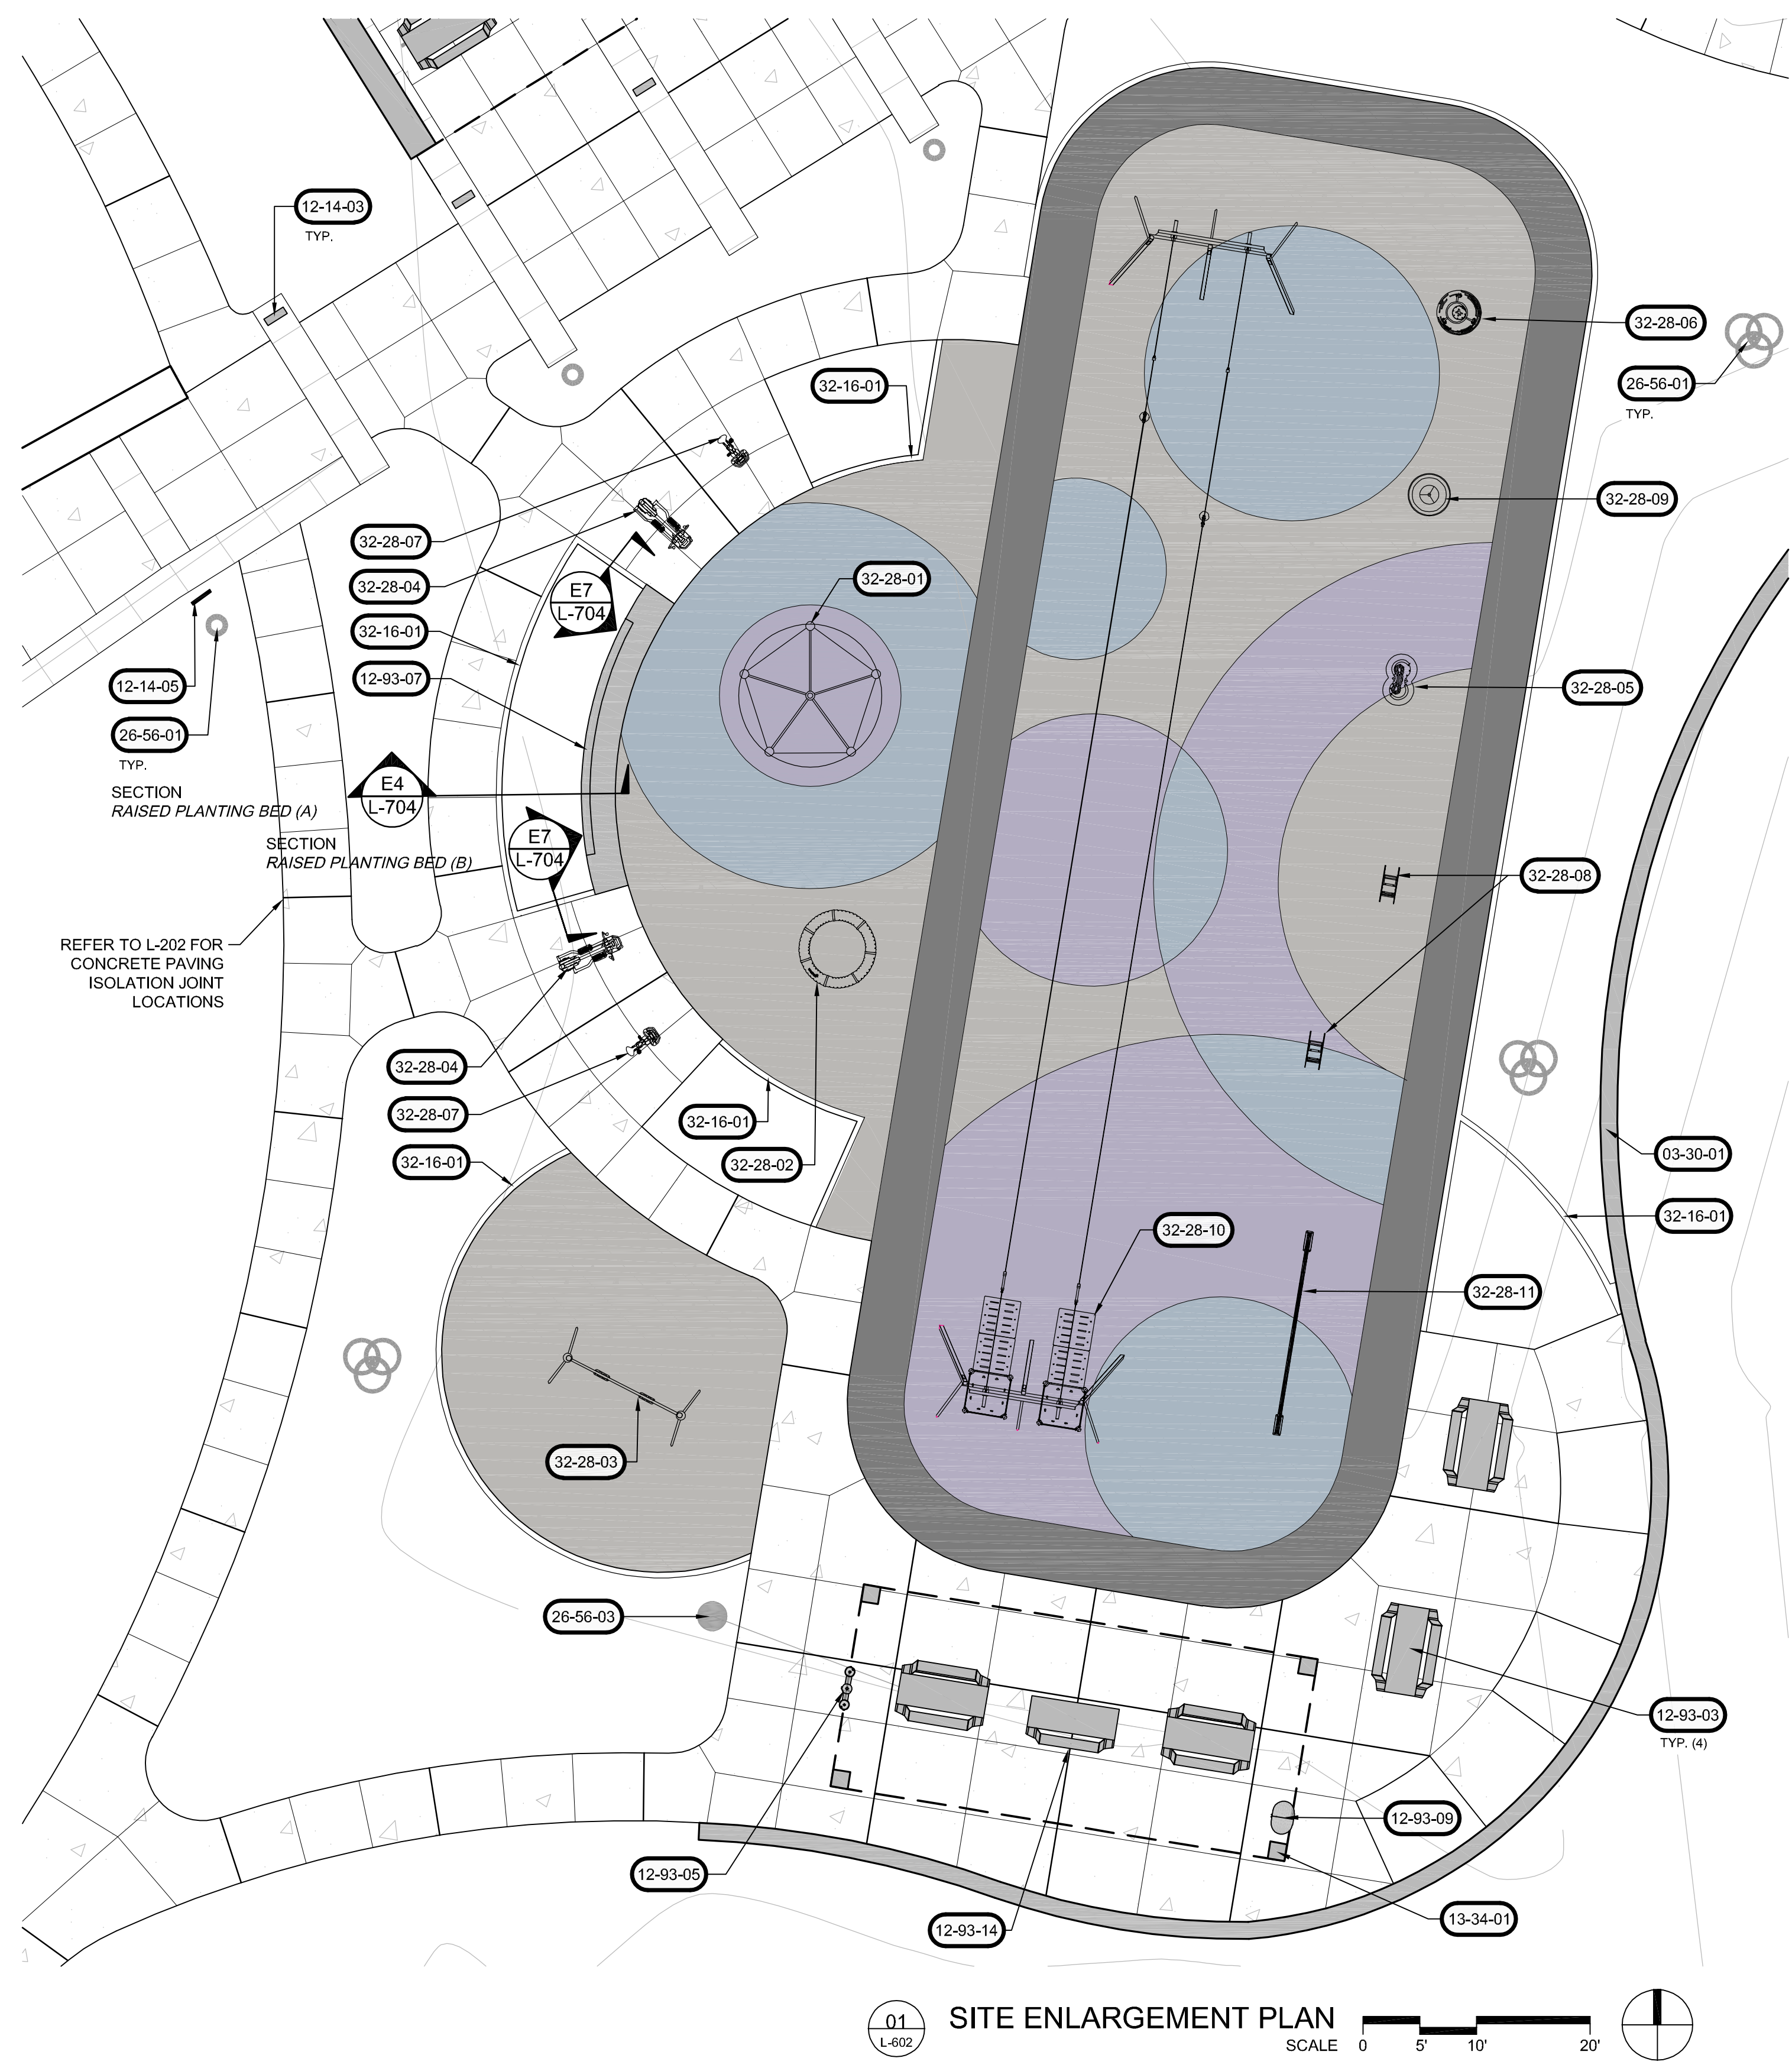 12-14-03
TYP.
32-28-06
26-56-01
TYP.
32-16-01
32-28-09
32-28-07
32-28-04
32-16-01
12-93-07
E7
L-704
32-28-01
12-14-05
26-56-01
TYP.
32-28-05
SECTION
RAISED PLANTING BED (A)
E4
L-704
SECTION
RAISED PLANTING BED (B)
E7
L-704
32-28-08
REFER TO L-202 FOR
CONCRETE PAVING
ISOLATION JOINT
LOCATIONS
32-28-04
32-28-07
32-16-01
32-16-01
32-28-02
03-30-01
32-16-01
32-28-10
32-28-11
32-28-03
26-56-03
12-93-03
TYP. (4)
12-93-09
12-93-05
12-93-14
13-34-01
01
L-602
SITE ENLARGEMENT PLAN
SCALE
0 5' 10' 20'